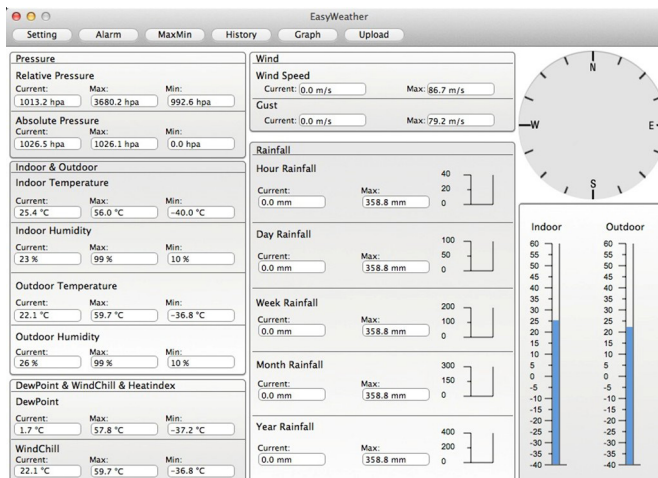 EasyWeather
Setting Alarm MaxMin History Graph Upload
Pressure
Relative Pressure
Current: Max: Min:
1013.2 hpa 3680.2 hpa 992.6 hpa
Absolute Pressure
Current: Max: Min:
1026.5 hpa 1026.1 hpa 0.0 hpa
Indoor & Outdoor
Indoor Temperature
Current: Max: Min:
25.4 °C 56.0 °C -40.0 °C
Indoor Humidity
Current: Max: Min:
23 % 99 % 10 %
Outdoor Temperature
Current: Max: Min:
22.1 °C 59.7 °C -36.8 °C
Outdoor Humidity
Current: Max: Min:
26 % 99 % 10 %
DewPoint & WindChill & Heatindex
DewPoint
Current: Max: Min:
1.7 °C 57.8 °C -37.2 °C
WindChill
Current: Max: Min:
22.1 °C 59.7 °C -36.8 °C
Wind
Wind Speed
Current: 0.0 m/s Max: 86.7 m/s
Gust
Current: 0.0 m/s Max: 79.2 m/s
Rainfall
Hour Rainfall
Current: Max:
0.0 mm 358.8 mm
40
20
0
Day Rainfall
Current: Max:
0.0 mm 358.8 mm
100
50
0
Week Rainfall
Current: Max:
0.0 mm 358.8 mm
200
100
0
Month Rainfall
Current: Max:
0.0 mm 358.8 mm
300
150
0
Year Rainfall
Current: Max:
0.0 mm 358.8 mm
400
200
0
N
W E
S
Indoor Outdoor
60 60
55 55
50 50
45 45
40 40
35 35
30 30
25 25
20 20
15 15
10 10
5 5
0 0
-5 -5
-10 -10
-15 -15
-20 -20
-25 -25
-30 -30
-35 -35
-40 -40